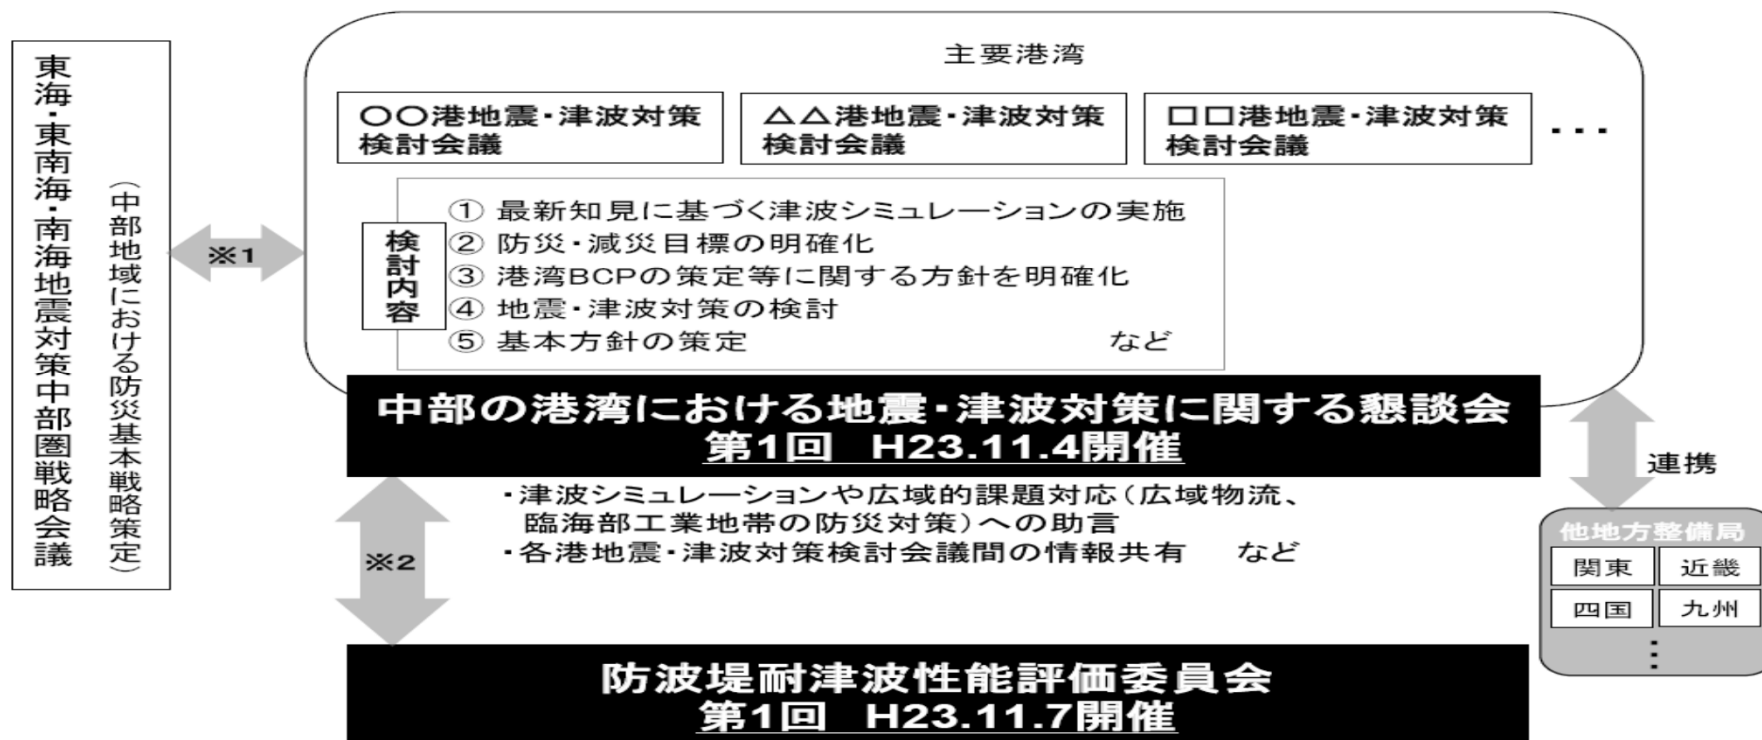 東海・東南海・南海地震対策中部圏戦略会議
（中部地域における防災基本戦略策定）
※1
主要港湾
○○港地震・津波対策
検討会議
△△港地震・津波対策
検討会議
□□港地震・津波対策
検討会議
・・・
検討内容
① 最新知見に基づく津波シミュレーションの実施
② 防災・減災目標の明確化
③ 港湾BCPの策定等に関する方針を明確化
④ 地震・津波対策の検討
⑤ 基本方針の策定 など
中部の港湾における地震・津波対策に関する懇談会
第1回 H23.11.4開催
連携
・津波シミュレーションや広域的課題対応（広域物流、
臨海部工業地帯の防災対策）への助言
・各港地震・津波対策検討会議間の情報共有 など
※2
他地方整備局
関東
近畿
四国
九州
⋮
防波堤耐津波性能評価委員会
第1回 H23.11.7開催